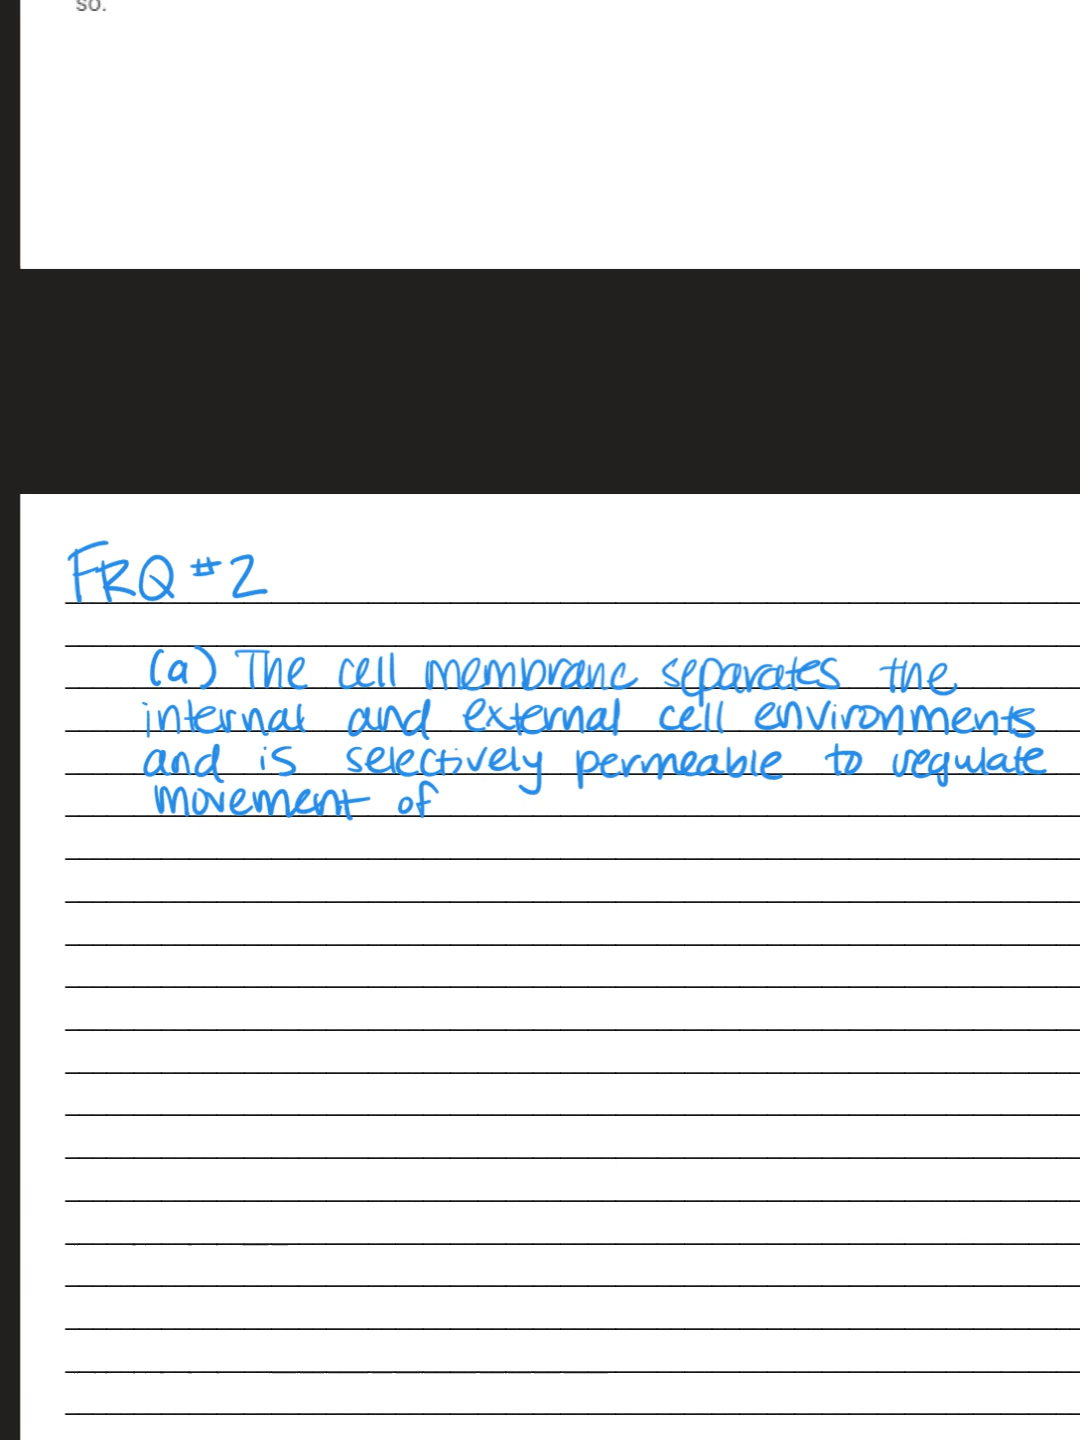 so.
FRQ #2
(a) The cell membrane separates the
internal and external cell environments
and is selectively permeable to regulate
movement of